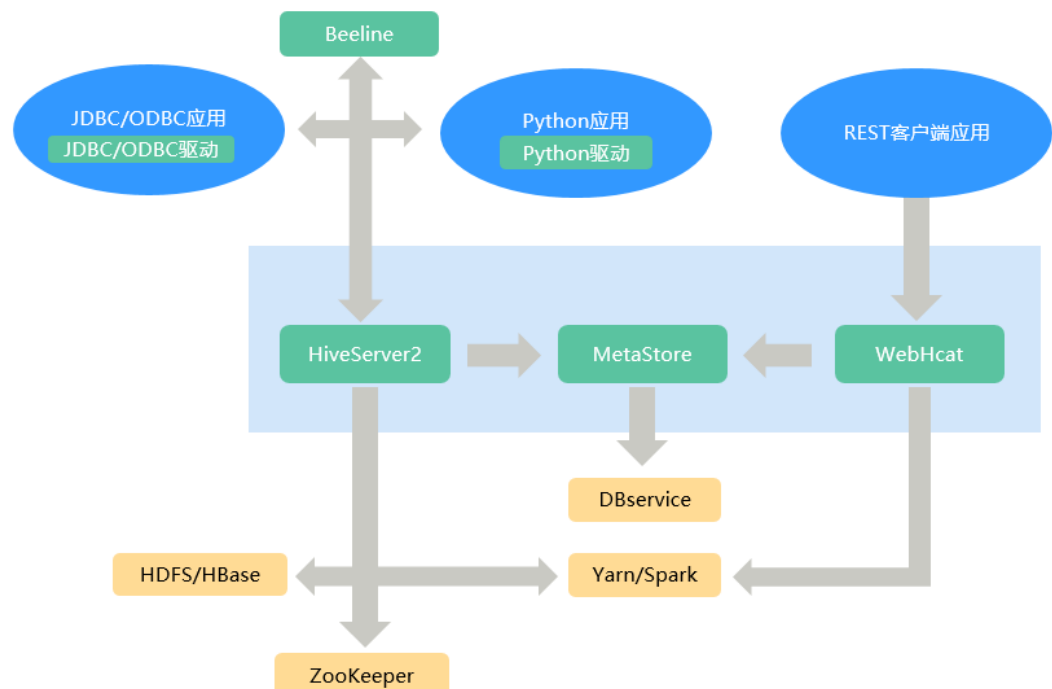 Beeline
JDBC/ODBC应用
JDBC/ODBC驱动
Python应用
Python驱动
REST客户端应用
HiveServer2
MetaStore
WebHcat
DBservice
HDFS/HBase
Yarn/Spark
ZooKeeper